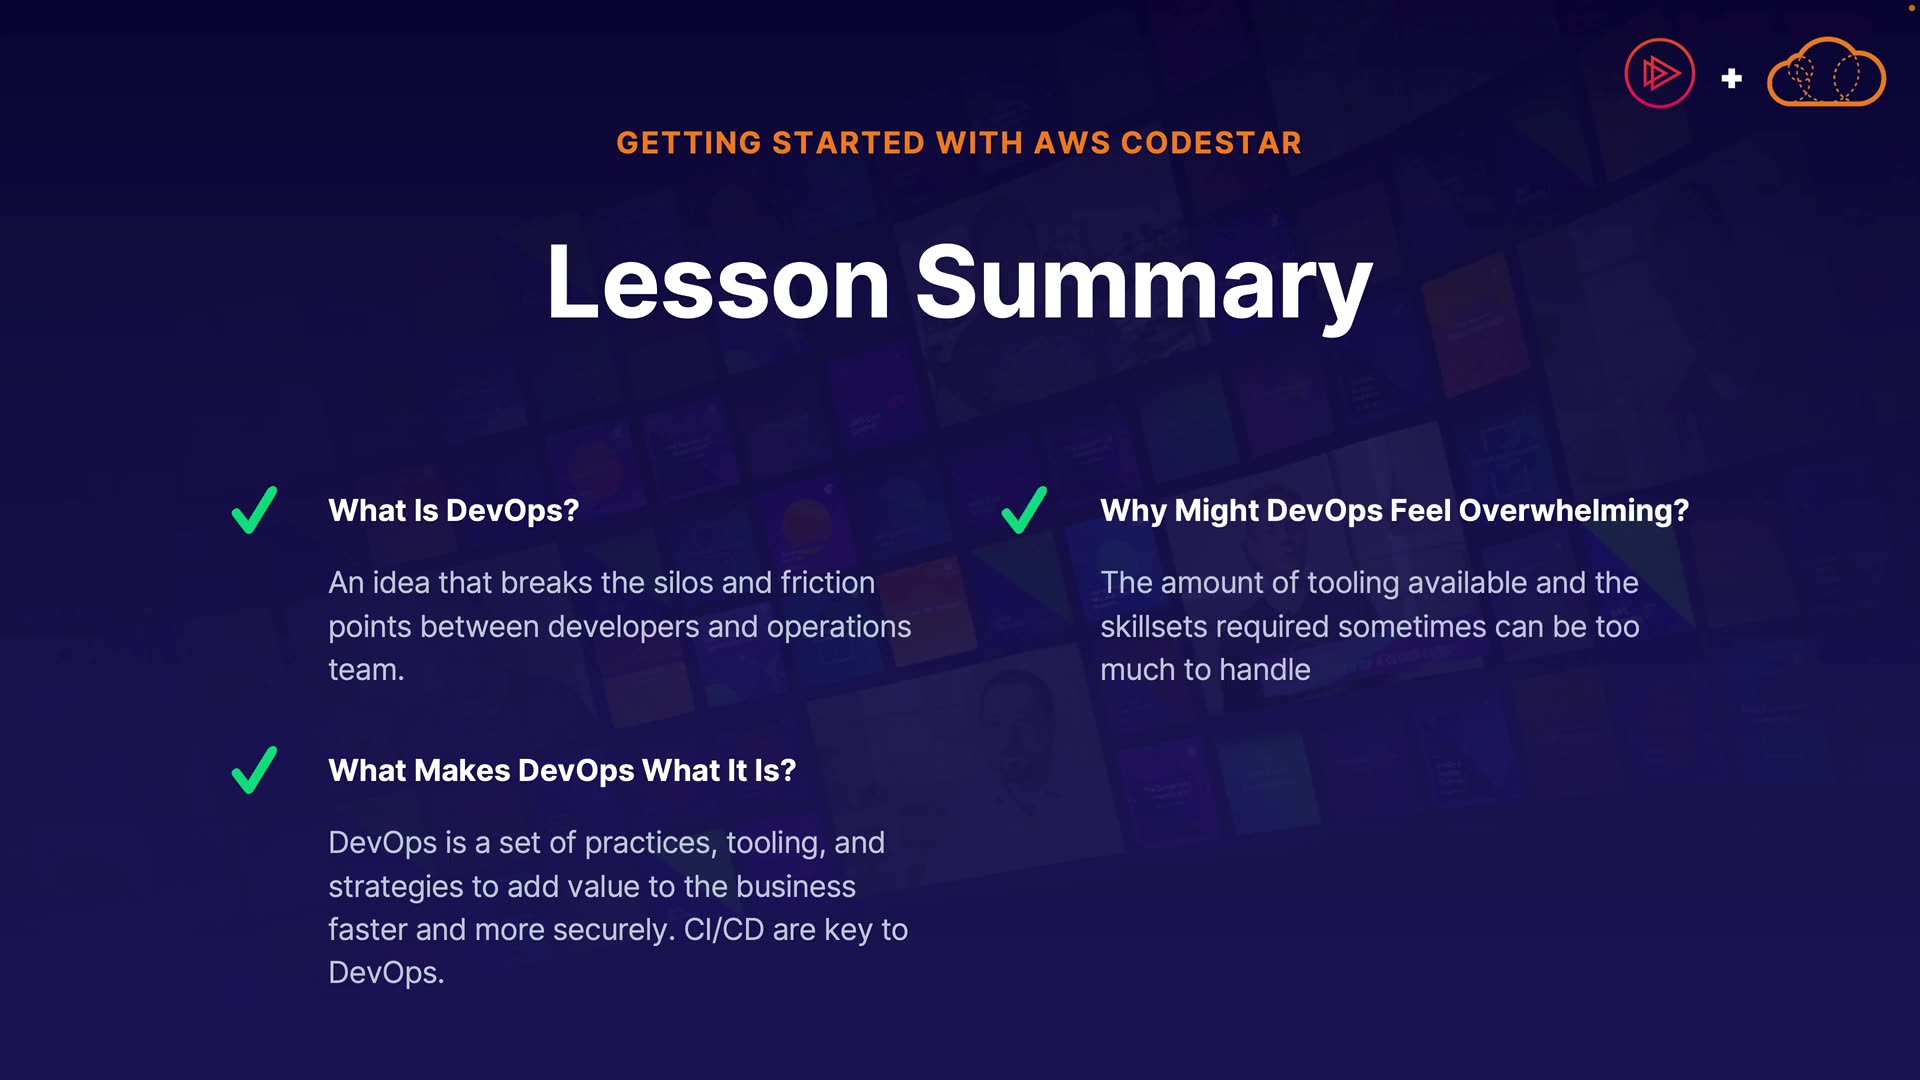 GETTING STARTED WITH AWS CODESTAR
Lesson Summary
What Is DevOps?
An idea that breaks the silos and friction
points between developers and operations
team.
What Makes DevOps What It Is?
DevOps is a set of practices, tooling, and
strategies to add value to the business
faster and more securely. CI/CD are key to
DevOps.
Why Might DevOps Feel Overwhelming?
The amount of tooling available and the
skillsets required sometimes can be too
much to handle